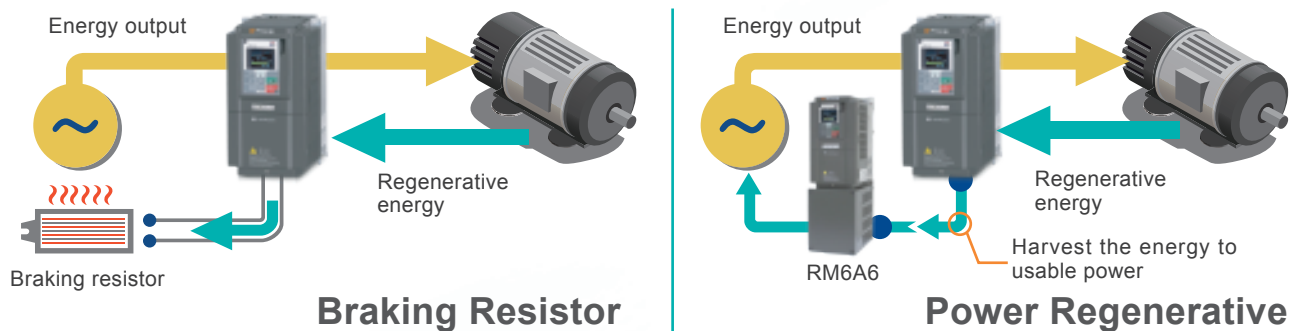 Energy output
Regenerative
energy
Braking resistor
Braking Resistor
Energy output
Regenerative
energy
Harvest the energy to
usable power
RM6A6
Power Regenerative